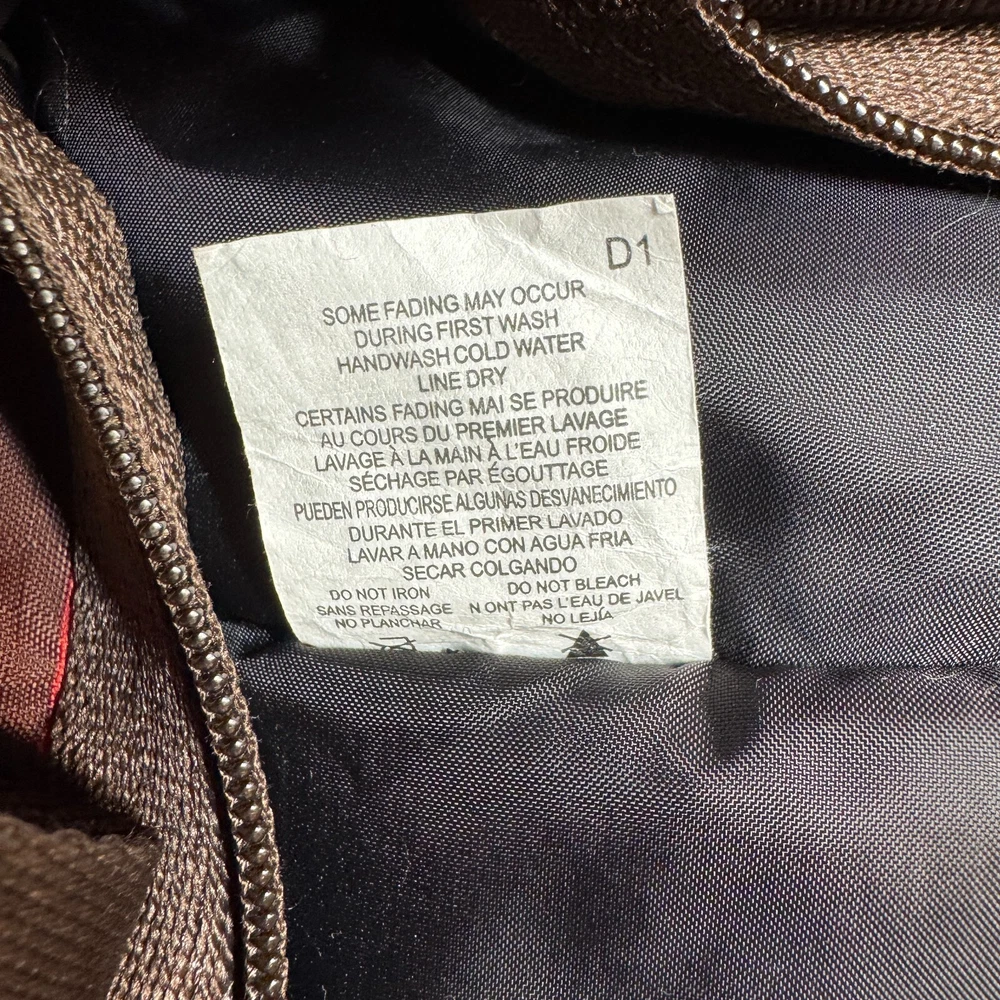 D1
SOME FADING MAY OCCUR
DURING FIRST WASH
HANDWASH COLD WATER
LINE DRY
CERTAINS FADING MAI SE PRODUIRE
AU COURS DU PREMIER LAVAGE
LAVAGE À LA MAIN À L'EAU FROIDE
SÉCHAGE PAR ÉGOUTTAGE
PUEDEN PRODUCIRSE ALGUNAS DESVANECIMIENTO
DURANTE EL PRIMER LAVADO
LAVAR A MANO CON AGUA FRIA
SECAR COLGANDO
DO NOT IRON DO NOT BLEACH
SANS REPASSAGE N ONT PAS L'EAU DE JAVEL
NO PLANCHAR NO LEJÍA